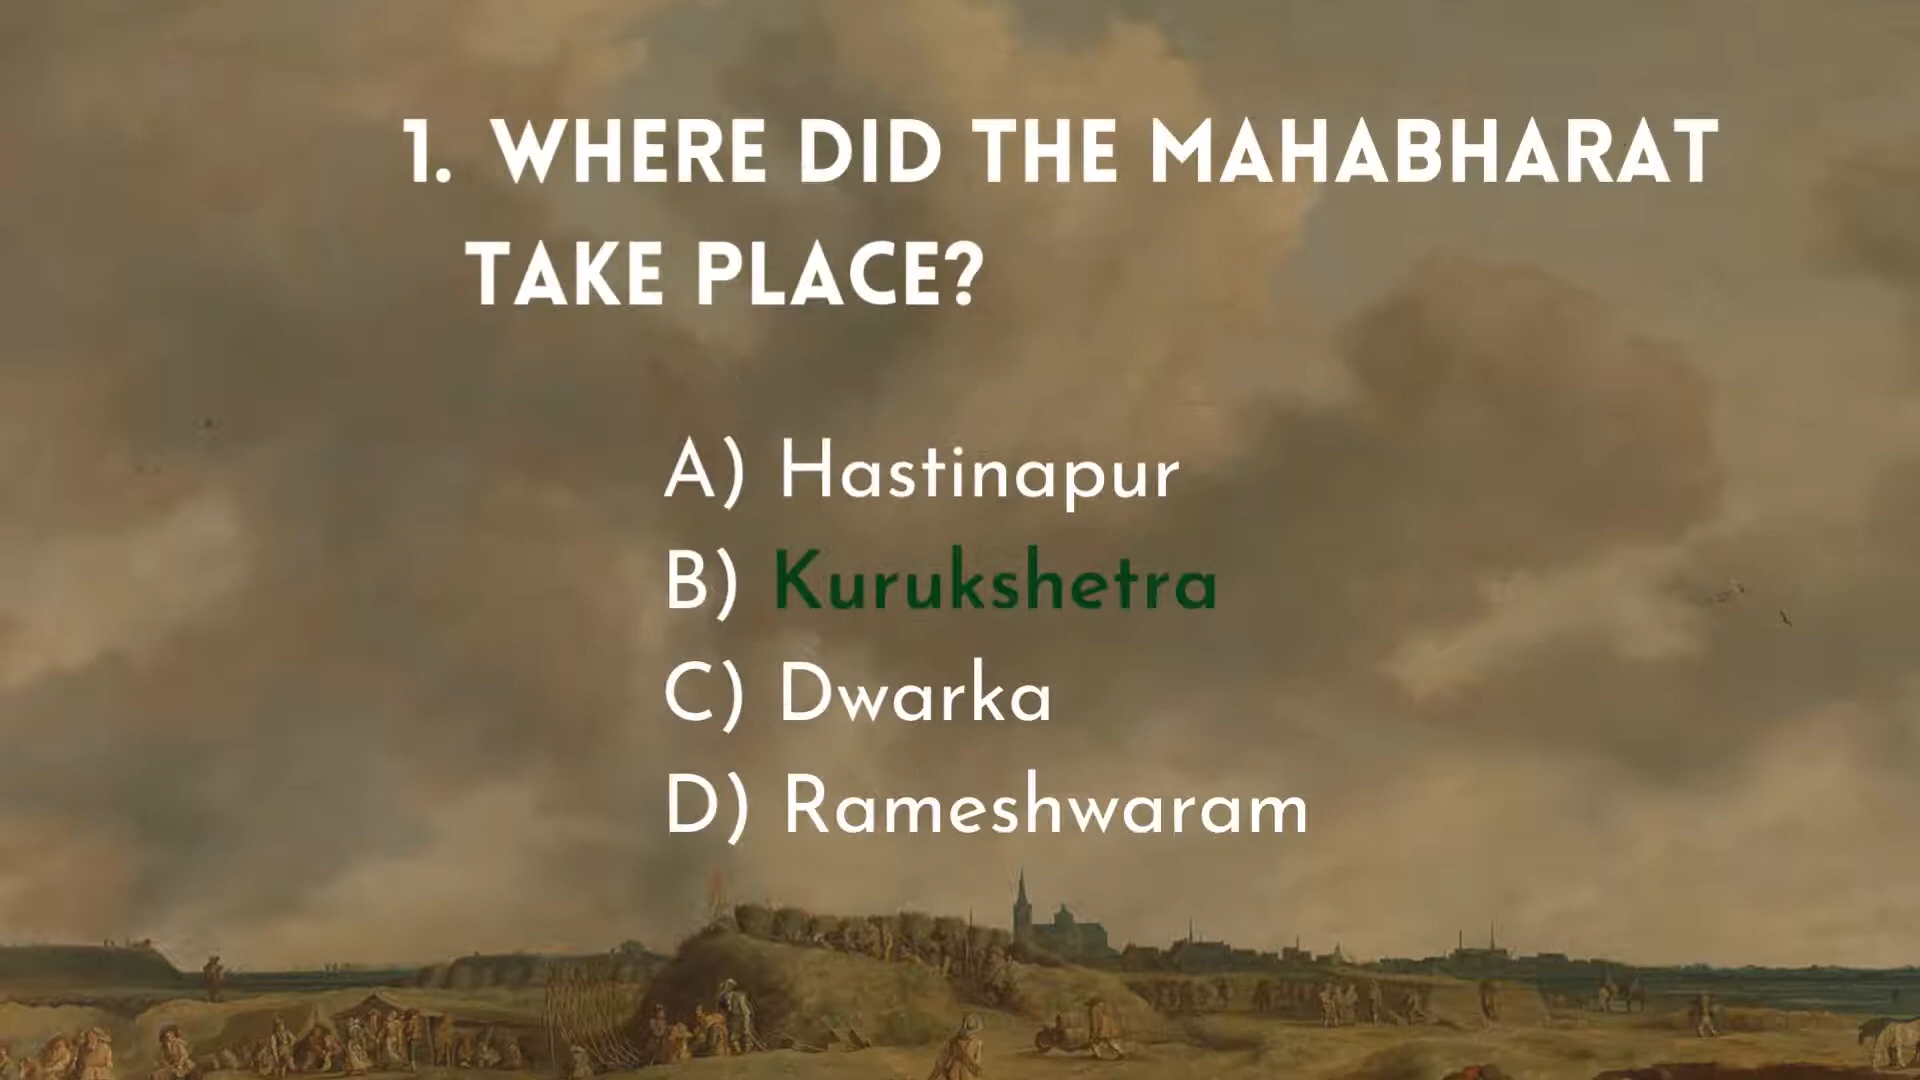 1. WHERE DID THE MAHABHARAT
TAKE PLACE?
A) Hastinapur
B) Kurukshetra
C) Dwarka
D) Rameshwaram